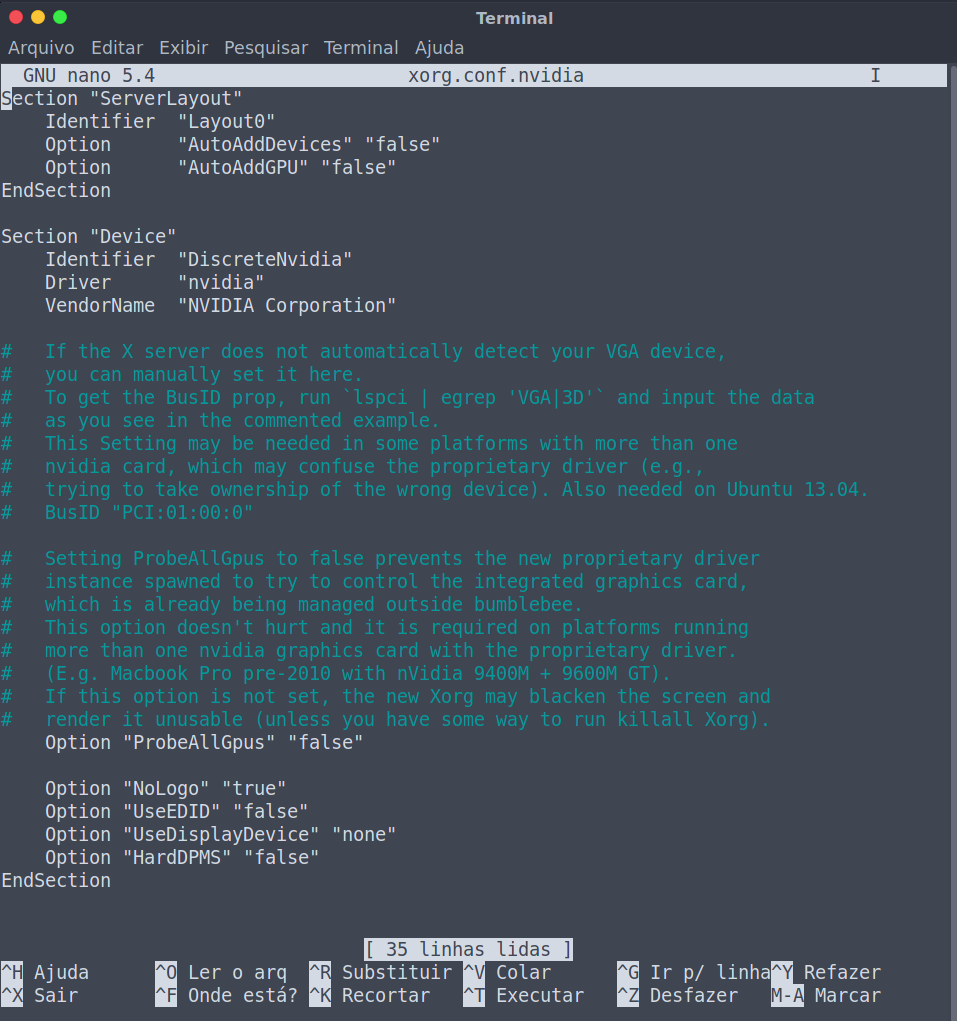 Terminal
Arquivo Editar Exibir Pesquisar Terminal Ajuda
GNU nano 5.4 xorg.conf.nvidia I
Section "ServerLayout"
    Identifier  "Layout0"
    Option      "AutoAddDevices" "false"
    Option      "AutoAddGPU" "false"
EndSection

Section "Device"
    Identifier  "DiscreteNvidia"
    Driver      "nvidia"
    VendorName  "NVIDIA Corporation"

#   If the X server does not automatically detect your VGA device,
#   you can manually set it here.
#   To get the BusID prop, run `lspci | egrep 'VGA|3D'` and input the data
#   as you see in the commented example.
#   This Setting may be needed in some platforms with more than one
#   nvidia card, which may confuse the proprietary driver (e.g.,
#   trying to take ownership of the wrong device). Also needed on Ubuntu 13.04.
#   BusID "PCI:01:00:0"

#   Setting ProbeAllGpus to false prevents the new proprietary driver
#   instance spawned to try to control the integrated graphics card,
#   which is already being managed outside bumblebee.
#   This option doesn't hurt and it is required on platforms running
#   more than one nvidia graphics card with the proprietary driver.
#   (E.g. Macbook Pro pre-2010 with nVidia 9400M + 9600M GT).
#   If this option is not set, the new Xorg may blacken the screen and
#   render it unusable (unless you have some way to run killall Xorg).
    Option "ProbeAllGpus" "false"

    Option "NoLogo" "true"
    Option "UseEDID" "false"
    Option "UseDisplayDevice" "none"
    Option "HardDPMS" "false"
EndSection

[ 35 linhas lidas ]
^H Ajuda ^O Ler o arq ^R Substituir ^V Colar ^G Ir p/ linha ^Y Refazer
^X Sair ^F Onde está? ^K Recortar ^T Executar ^Z Desfazer M-A Marcar